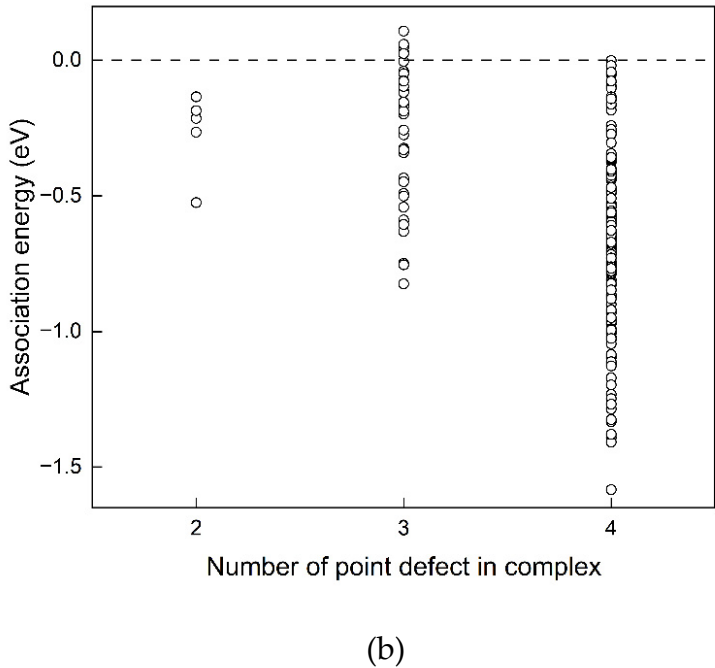 0.0
−0.5
−1.0
−1.5
Association energy (eV)
2 3 4
Number of point defect in complex
(b)